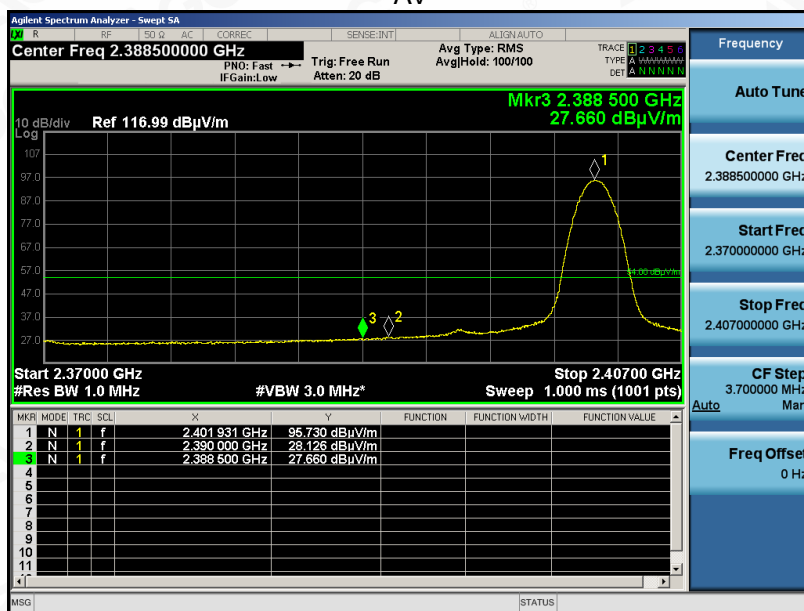 AV
Agilent Spectrum Analyzer - Swept SA
LXI R RF 50 Ω AC CORREC SENSE:INT ALIGN AUTO
Center Freq 2.388500000 GHz
PNO: Fast
IFGain:Low
Trig: Free Run
Atten: 20 dB
Avg Type: RMS
Avg|Hold: 100/100
TRACE 1 2 3 4 5 6
TYPE A WWWWW
DET A N N N N N
Mkr3 2.388 500 GHz
27.660 dBµV/m
10 dB/div
Log
Ref 116.99 dBµV/m
107
97.0
87.0
77.0
67.0
57.0
47.0
37.0
27.0
1
54.00 dBµV/m
3
2
Start 2.37000 GHz
Stop 2.40700 GHz
#Res BW 1.0 MHz
#VBW 3.0 MHz*
Sweep 1.000 ms (1001 pts)
MKR MODE TRC SCL X Y FUNCTION FUNCTION WIDTH FUNCTION VALUE
1 N 1 f 2.401 931 GHz 95.730 dBµV/m
2 N 1 f 2.390 000 GHz 28.126 dBµV/m
3 N 1 f 2.388 500 GHz 27.660 dBµV/m
4
5
6
7
8
9
10
11
MSG
STATUS
Frequency
Auto Tune
Center Freq
2.388500000 GHz
Start Freq
2.370000000 GHz
Stop Freq
2.407000000 GHz
CF Step
3.700000 MHz
Auto Man
Freq Offset
0 Hz